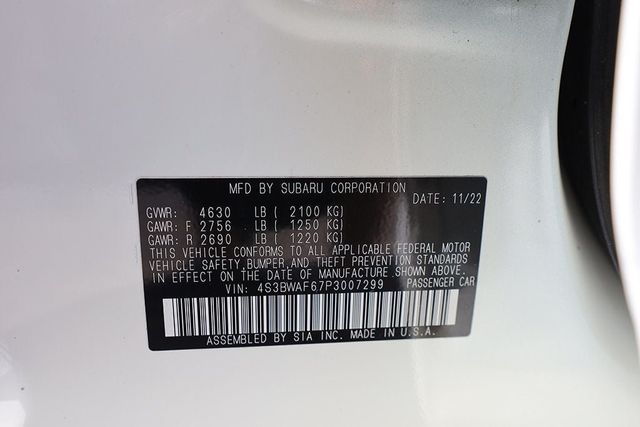 MFD BY SUBARU CORPORATION
DATE: 11/22
GVWR: 4630 LB ( 2100 KG)
GAWR: F 2756 LB ( 1250 KG)
GAWR: R 2690 LB ( 1220 KG)
THIS VEHICLE CONFORMS TO ALL APPLICABLE FEDERAL MOTOR
VEHICLE SAFETY,BUMPER,AND THEFT PREVENTION STANDARDS
IN EFFECT ON THE DATE OF MANUFACTURE SHOWN ABOVE.
VIN: 4S3BWAF67P3007299 PASSENGER CAR
ASSEMBLED BY SIA INC. MADE IN U.S.A.